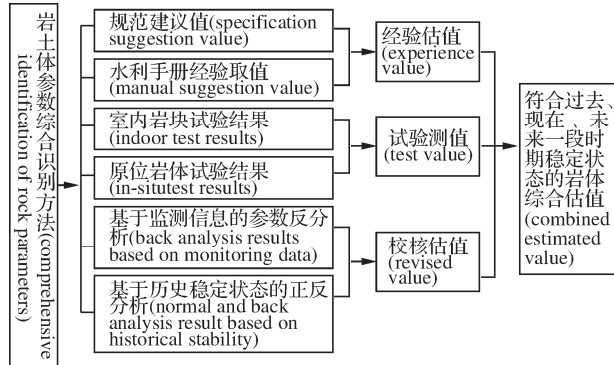 岩土体参数综合识别方法(comprehensive
identification of rock parameters)
规范建议值(specification
suggestion value)
水利手册经验取值
(manual suggestion value)
室内岩块试验结果
(indoor test results)
原位岩体试验结果
(in-situtest results)
基于监测信息的参数反分
析(back analysis results
based on monitoring data)
基于历史稳定状态的正反
分析(normal and back
analysis result based on
historical stability)
经验估值
(experience
value)
试验测值
(test value)
校核估值
(revised
value)
符合过去、
现在、未
来一段时
期稳定状
态的岩体
综合估值
(combined
estimated
value)